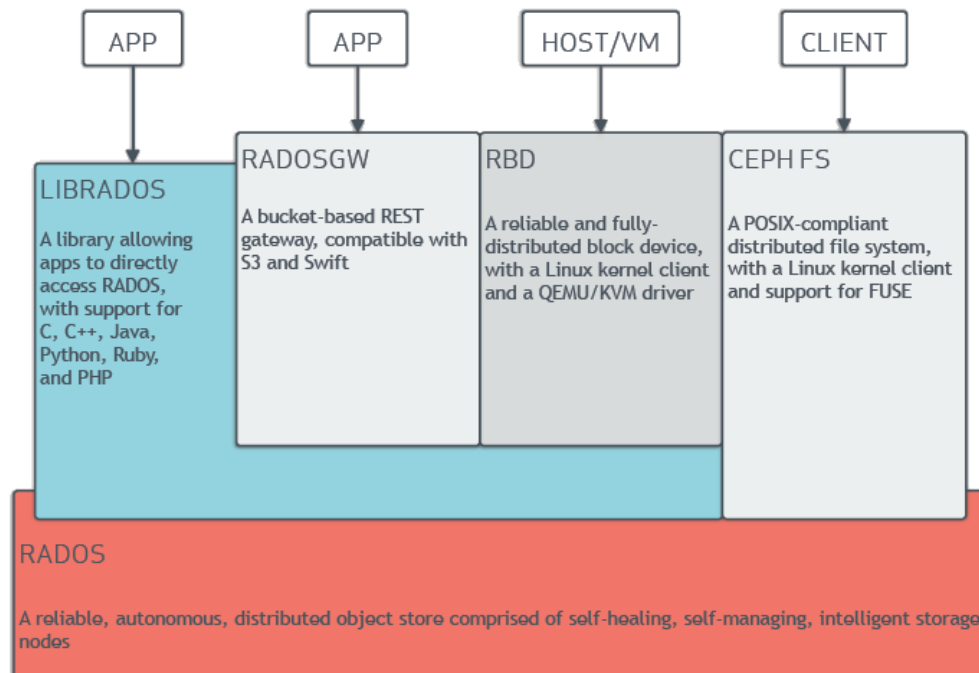 APP
APP
HOST/VM
CLIENT
LIBRADOS
A library allowing
apps to directly
access RADOS,
with support for
C, C++, Java,
Python, Ruby,
and PHP
RADOSGW
A bucket-based REST
gateway, compatible with
S3 and Swift
RBD
A reliable and fully-
distributed block device,
with a Linux kernel client
and a QEMU/KVM driver
CEPH FS
A POSIX-compliant
distributed file system,
with a Linux kernel client
and support for FUSE
RADOS
A reliable, autonomous, distributed object store comprised of self-healing, self-managing, intelligent storage
nodes